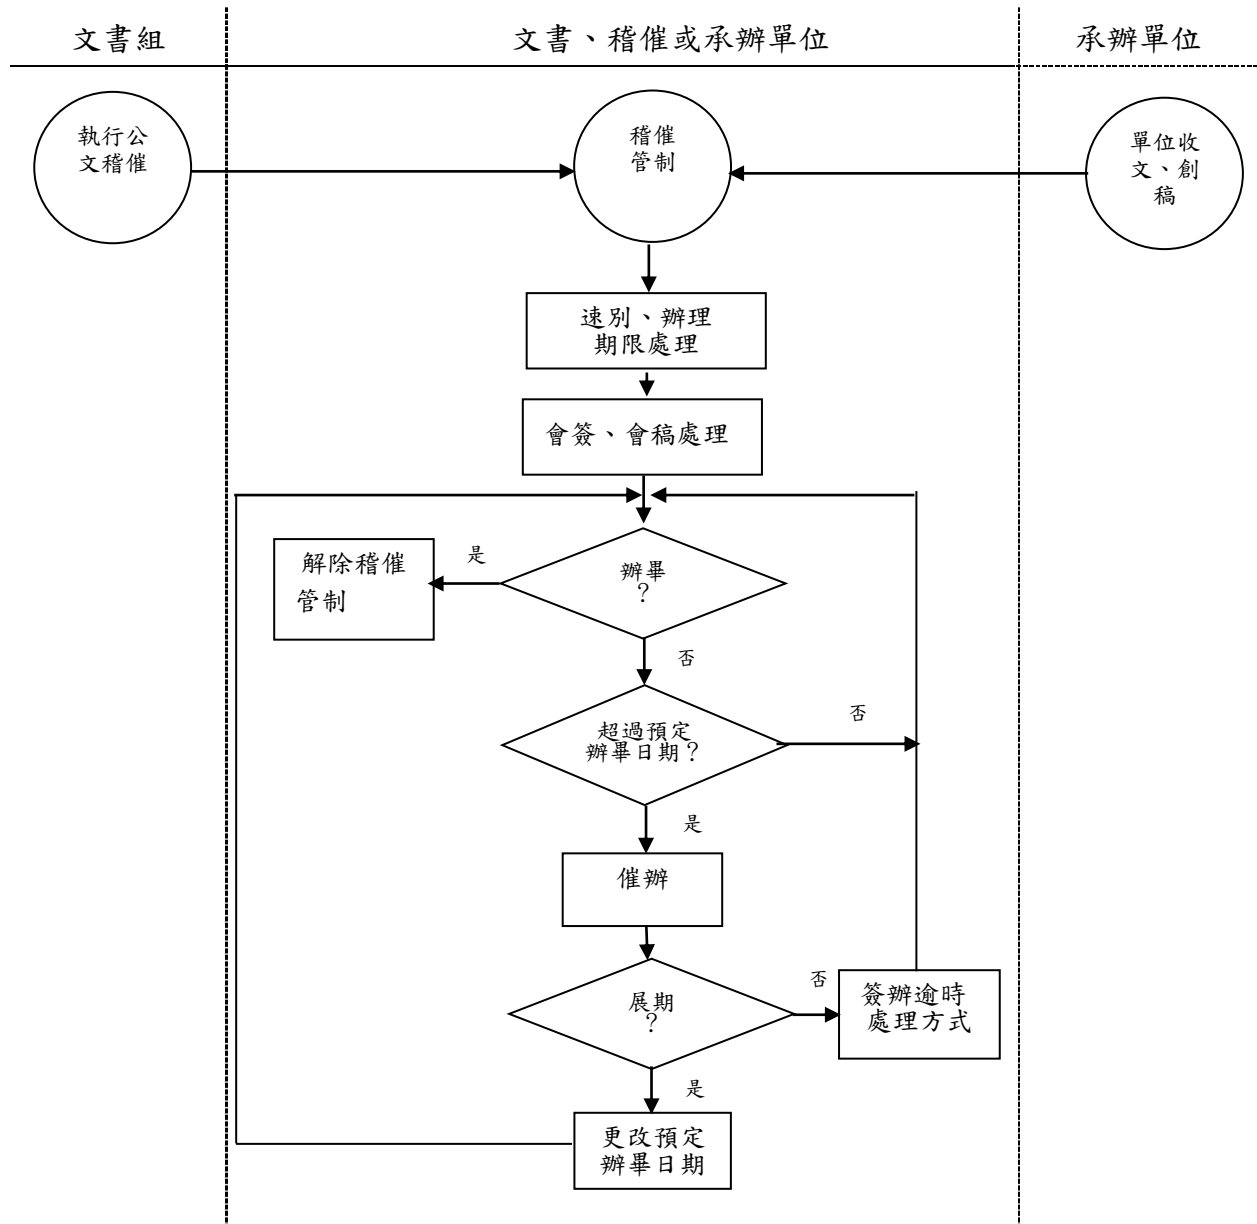 文書組
文書、稽催或承辦單位
承辦單位
執行公
文稽催
稽催
管制
單位收
文、創
稿
速別、辦理
期限處理
會簽、會稿處理
解除稽催
管制
是
辦畢
?
否
超過預定
辦畢日期?
否
是
催辦
展期
?
否
簽辦逾時
處理方式
是
更改預定
辦畢日期